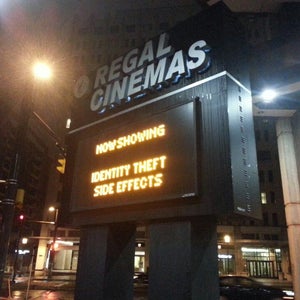 REGAL
CINEMAS
NOW SHOWING
IDENTITY THEFT
SIDE EFFECTS